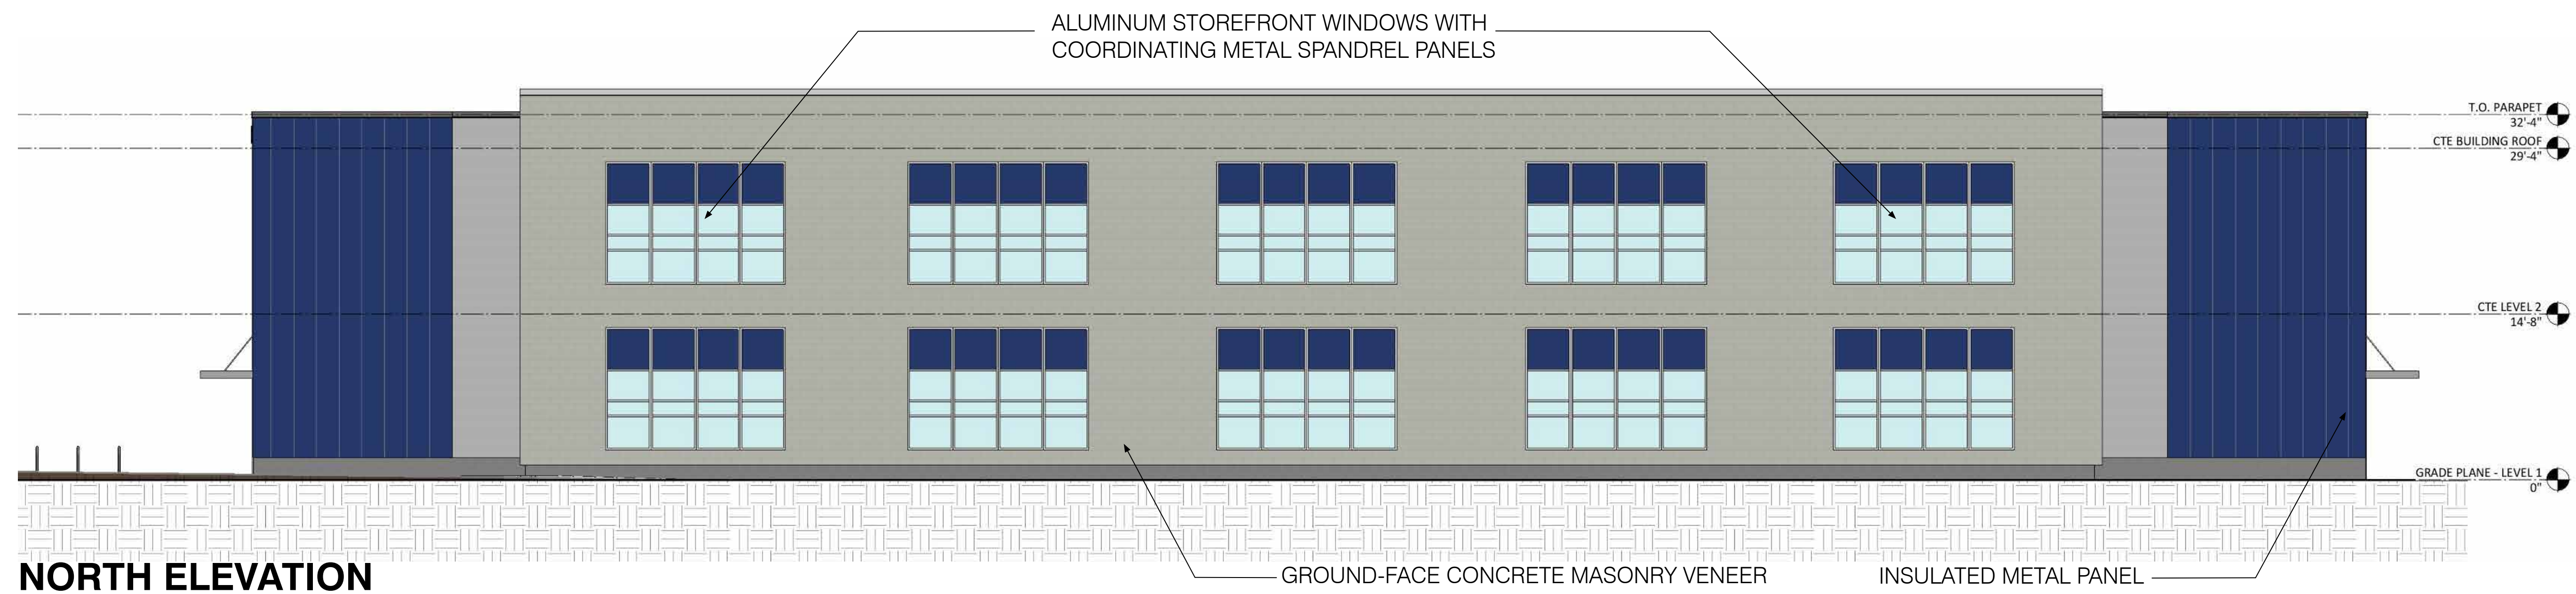 ALUMINUM STOREFRONT WINDOWS WITH
COORDINATING METAL SPANDREL PANELS
T.O. PARAPET
32'-4"
CTE BUILDING ROOF
29'-4"
CTE LEVEL 2
14'-8"
GRADE PLANE - LEVEL 1
0"
GROUND-FACE CONCRETE MASONRY VENEER
INSULATED METAL PANEL
NORTH ELEVATION